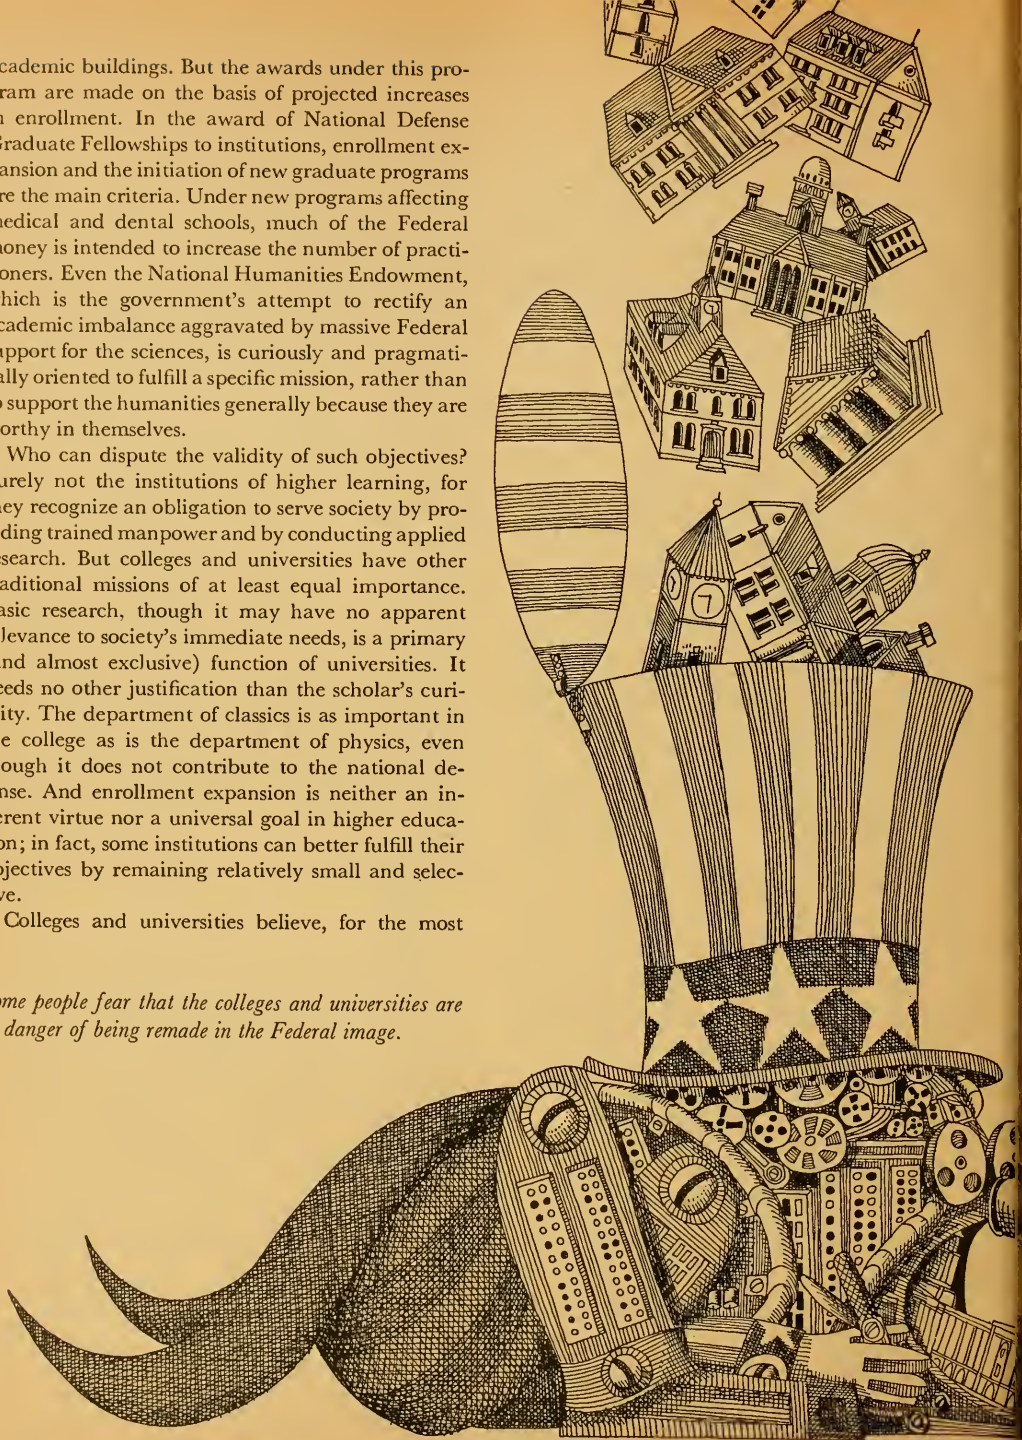 cademic buildings. But the awards under this pro-
ram are made on the basis of projected increases
n enrollment. In the award of National Defense
Graduate Fellowships to institutions, enrollment ex-
ansion and the initiation of new graduate programs
re the main criteria. Under new programs affecting
nedical and dental schools, much of the Federal
noney is intended to increase the number of practi-
oners. Even the National Humanities Endowment,
hich is the government's attempt to rectify an
cademic imbalance aggravated by massive Federal
upport for the sciences, is curiously and pragmati-
ally oriented to fulfill a specific mission, rather than
o support the humanities generally because they are
orthy in themselves.
Who can dispute the validity of such objectives?
urely not the institutions of higher learning, for
ney recognize an obligation to serve society by pro-
ding trained manpower and by conducting applied
search. But colleges and universities have other
aditional missions of at least equal importance.
asic research, though it may have no apparent
levance to society's immediate needs, is a primary
nd almost exclusive) function of universities. It
eeds no other justification than the scholar's curi-
ity. The department of classics is as important in
e college as is the department of physics, even
ough it does not contribute to the national de-
nse. And enrollment expansion is neither an in-
erent virtue nor a universal goal in higher educa-
on; in fact, some institutions can better fulfill their
bjectives by remaining relatively small and selec-
ve.
Colleges and universities believe, for the most
ome people fear that the colleges and universities are
danger of being remade in the Federal image.